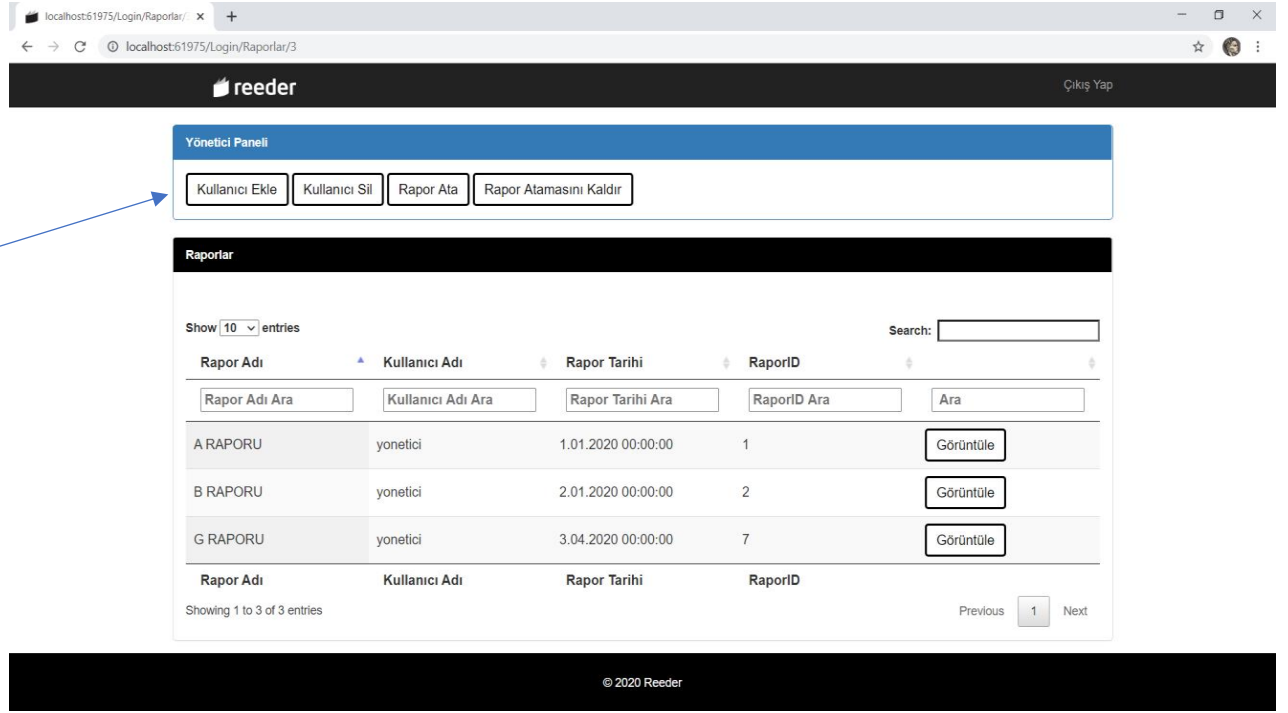 localhost:61975/Login/Raporlar/
localhost:61975/Login/Raporlar/3
reeder Çıkış Yap
Yönetici Paneli
Kullanıcı Ekle Kullanıcı Sil Rapor Ata Rapor Atamasını Kaldır
Raporlar
Show 10 entries Search:
Rapor Adı Kullanıcı Adı Rapor Tarihi RaporID
Rapor Adı Ara Kullanıcı Adı Ara Rapor Tarihi Ara RaporID Ara Ara
A RAPORU yonetici 1.01.2020 00:00:00 1 Görüntüle
B RAPORU yonetici 2.01.2020 00:00:00 2 Görüntüle
G RAPORU yonetici 3.04.2020 00:00:00 7 Görüntüle
Rapor Adı Kullanıcı Adı Rapor Tarihi RaporID
Showing 1 to 3 of 3 entries Previous 1 Next
© 2020 Reeder